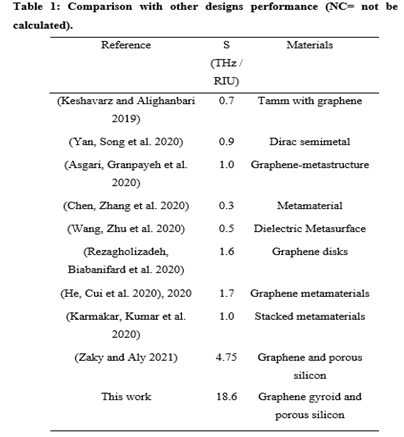 Table 1: Comparison with other designs performance (NC= not be
calculated).
Reference S Materials
(THz /
RIU)
(Keshavarz and Alighanbari 0.7 Tamm with graphene
2019)
(Yan, Song et al. 2020) 0.9 Dirac semimetal
(Asgari, Granpayeh et al. 1.0 Graphene-metastructure
2020)
(Chen, Zhang et al. 2020) 0.3 Metamaterial
(Wang, Zhu et al. 2020) 0.5 Dielectric Metasurface
(Rezagholizadeh, 1.6 Graphene disks
Biabanifard et al. 2020)
(He, Cui et al. 2020), 2020 1.7 Graphene metamaterials
(Karmakar, Kumar et al. 1.0 Stacked metamaterials
2020)
(Zaky and Aly 2021) 4.75 Graphene and porous
silicon
This work 18.6 Graphene gyroid and
porous silicon